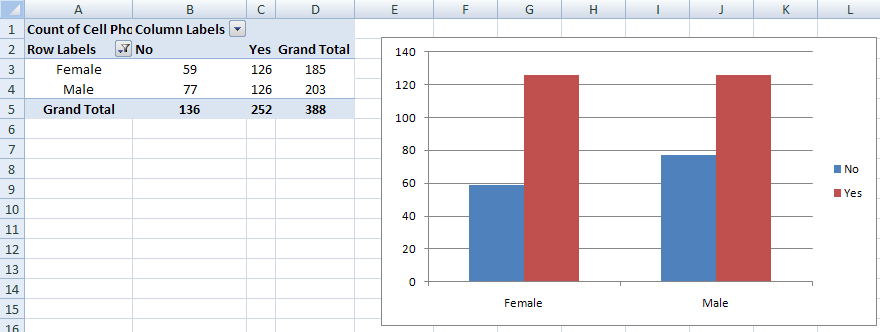 A B C D E F G H I J K L
1 Count of Cell Phc Column Labels
2 Row Labels No Yes Grand Total
3 Female 59 126 185
4 Male 77 126 203
5 Grand Total 136 252 388
6
7
8
9
10
11
12
13
14
15
16
140
120
100
80
60
40
20
0
Female Male
No
Yes